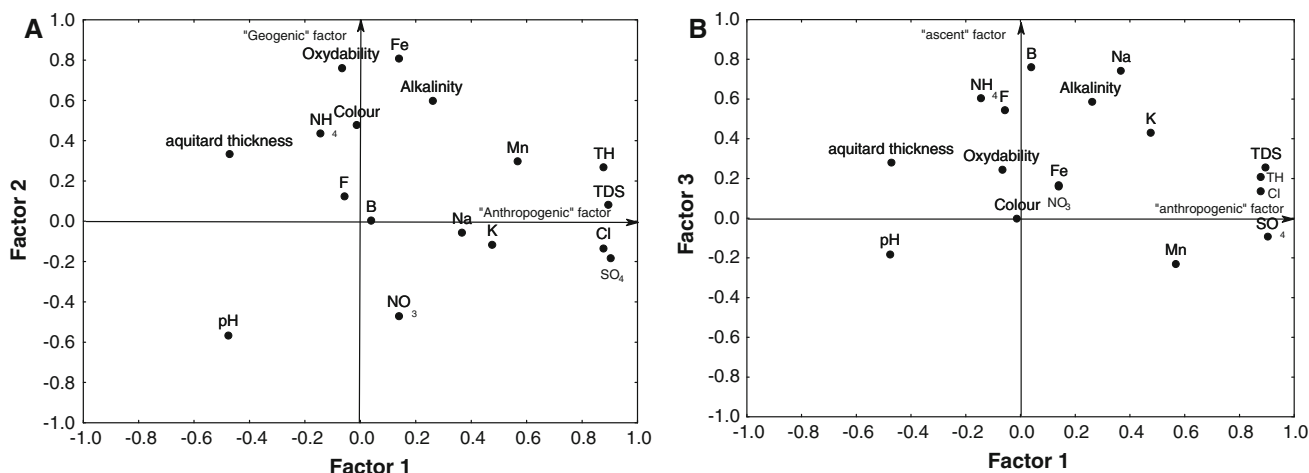 A
1.0
0.8
0.6
0.4
0.2
0.0
-0.2
-0.4
-0.6
-0.8
-1.0
Factor 2
"Geogenic" factor
Oxydability
Fe
Alkalinity
NH 4
Colour
aquitard thickness
Mn
TH
F
TDS
B
"Anthropogenic" factor
Na
K
Cl
SO4
NO 3
pH
-1.0 -0.8 -0.6 -0.4 -0.2 0.0 0.2 0.4 0.6 0.8 1.0
Factor 1
B
1.0
0.8
0.6
0.4
0.2
0.0
-0.2
-0.4
-0.6
-0.8
-1.0
Factor 3
"ascent" factor
B
Na
NH 4
F
Alkalinity
K
aquitard thickness
Oxydability
TDS
Fe
TH
NO3
Cl
Colour
"anthropogenic" factor
SO 4
pH
Mn
-1.0 -0.8 -0.6 -0.4 -0.2 0.0 0.2 0.4 0.6 0.8 1.0
Factor 1